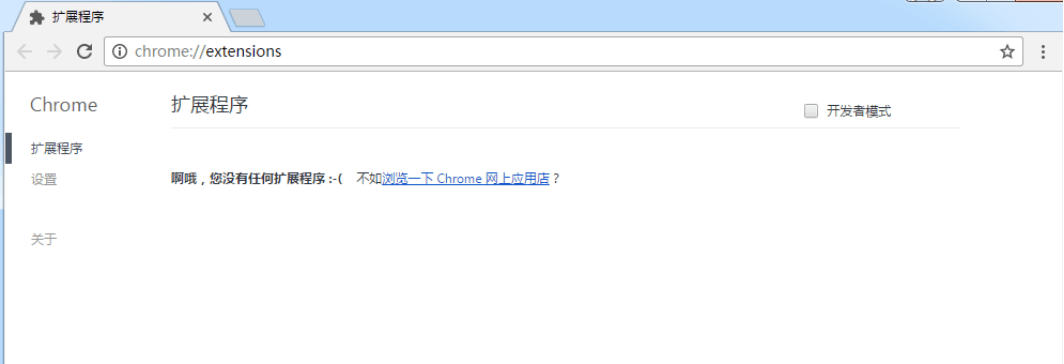 扩展程序
chrome://extensions
Chrome
扩展程序
开发者模式
扩展程序
设置
啊哦，您没有任何扩展程序 :-( 不如浏览一下 Chrome 网上应用店？
关于